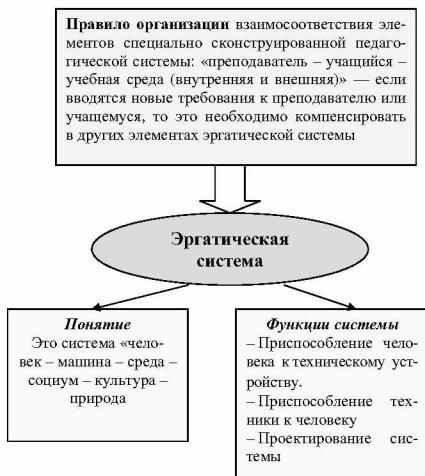 Правило организации взаимосоответствия эле-
ментов специально сконструированной педаго-
гической системы: «преподаватель – учащийся –
учебная среда (внутренняя и внешняя)» — если
вводятся новые требования к преподавателю или
учащемуся, то это необходимо компенсировать
в других элементах эргатической системы
Эргатическая
система
Понятие
Это система «чело-
век – машина – среда –
социум – культура –
природа
Функции системы
– Приспособление чело-
века к техническому уст-
ройству.
– Приспособление тех-
ники к человеку
– Проектирование сис-
темы